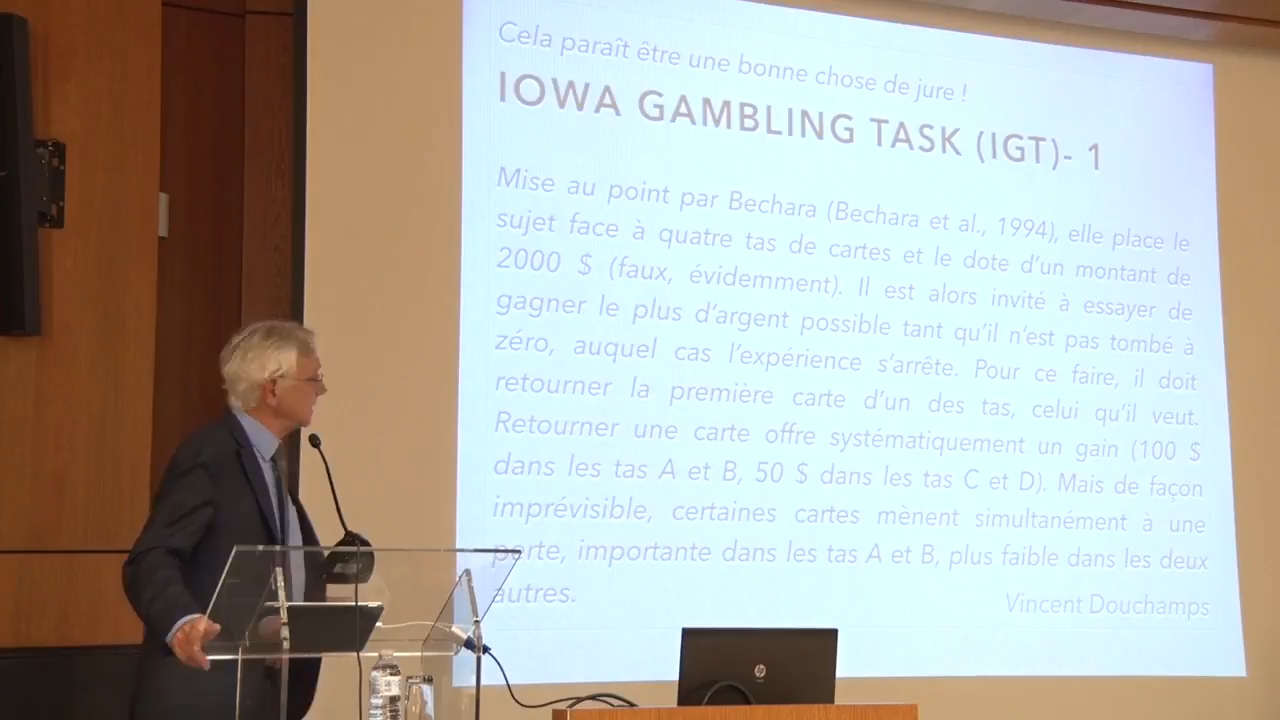 Cela paraît être une bonne chose de jure !
IOWA GAMBLING TASK (IGT)- 1
Mise au point par Bechara (Bechara et al., 1994), elle place le
sujet face à quatre tas de cartes et le dote d'un montant de
2000 $ (faux, évidemment). Il est alors invité à essayer de
gagner le plus d'argent possible tant qu'il n'est pas tombé à
zéro, auquel cas l'expérience s'arrête. Pour ce faire, il doit
retourner la première carte d'un des tas, celui qu'il veut.
Retourner une carte offre systématiquement un gain (100 $
dans les tas A et B, 50 $ dans les tas C et D). Mais de façon
imprévisible, certaines cartes mènent simultanément à une
perte, importante dans les tas A et B, plus faible dans les deux
autres.
Vincent Douchamps
hp